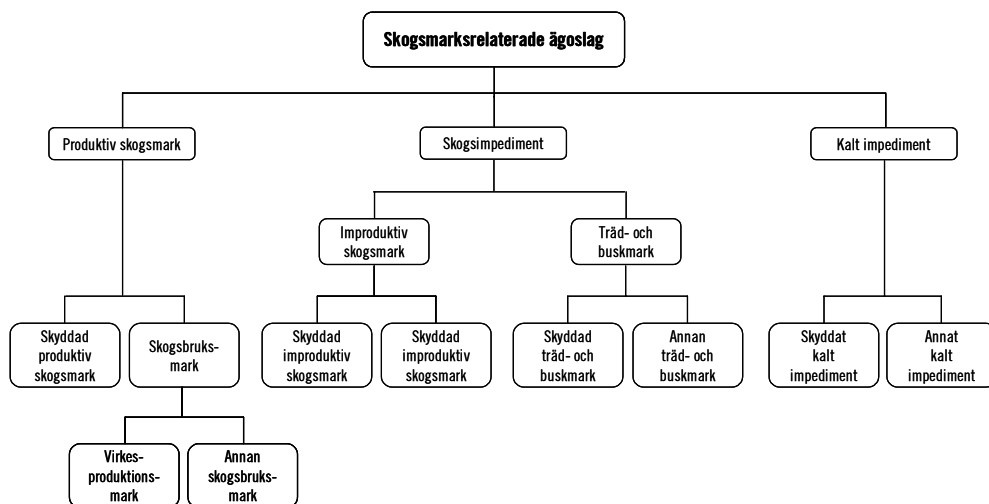 Skogsmarksrelaterade ägoslag
Produktiv skogsmark
Skogsimpediment
Kalt impediment
Improduktiv
skogsmark
Träd- och
buskmark
Skyddad
produktiv
skogsmark
Skogsbruks-
mark
Skyddad
improduktiv
skogsmark
Skyddad
improduktiv
skogsmark
Skyddad
träd- och
buskmark
Annan
träd- och
buskmark
Skyddat
kalt
impediment
Annat
kalt
impediment
Virkes-
produktions-
mark
Annan
skogsbruks-
mark